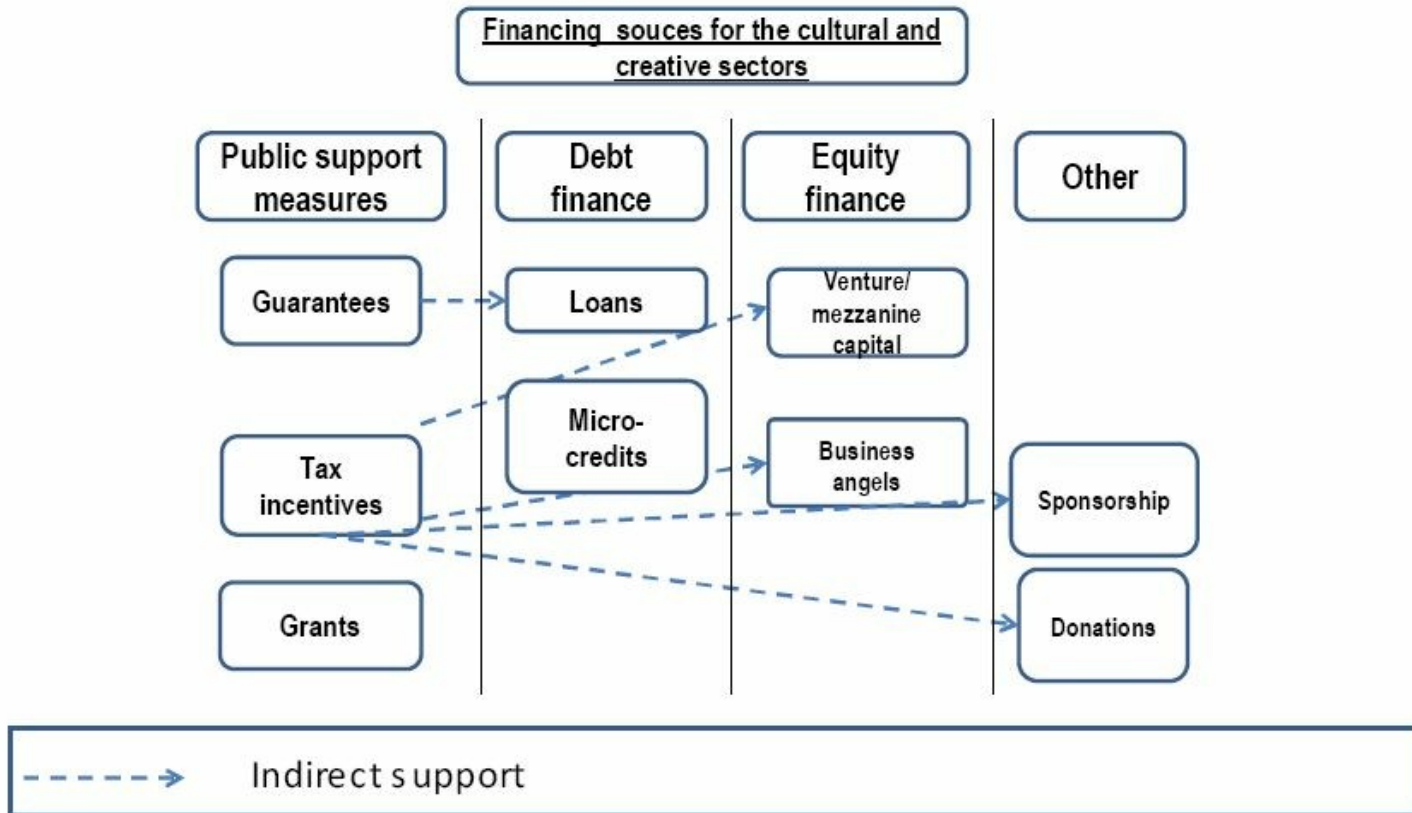 Financing souces for the cultural and
creative sectors
Public support
measures
Debt
finance
Equity
finance
Other
Guarantees
Loans
Venture/
mezzanine
capital
Tax
incentives
Micro-
credits
Business
angels
Sponsorship
Grants
Donations
Indirect support